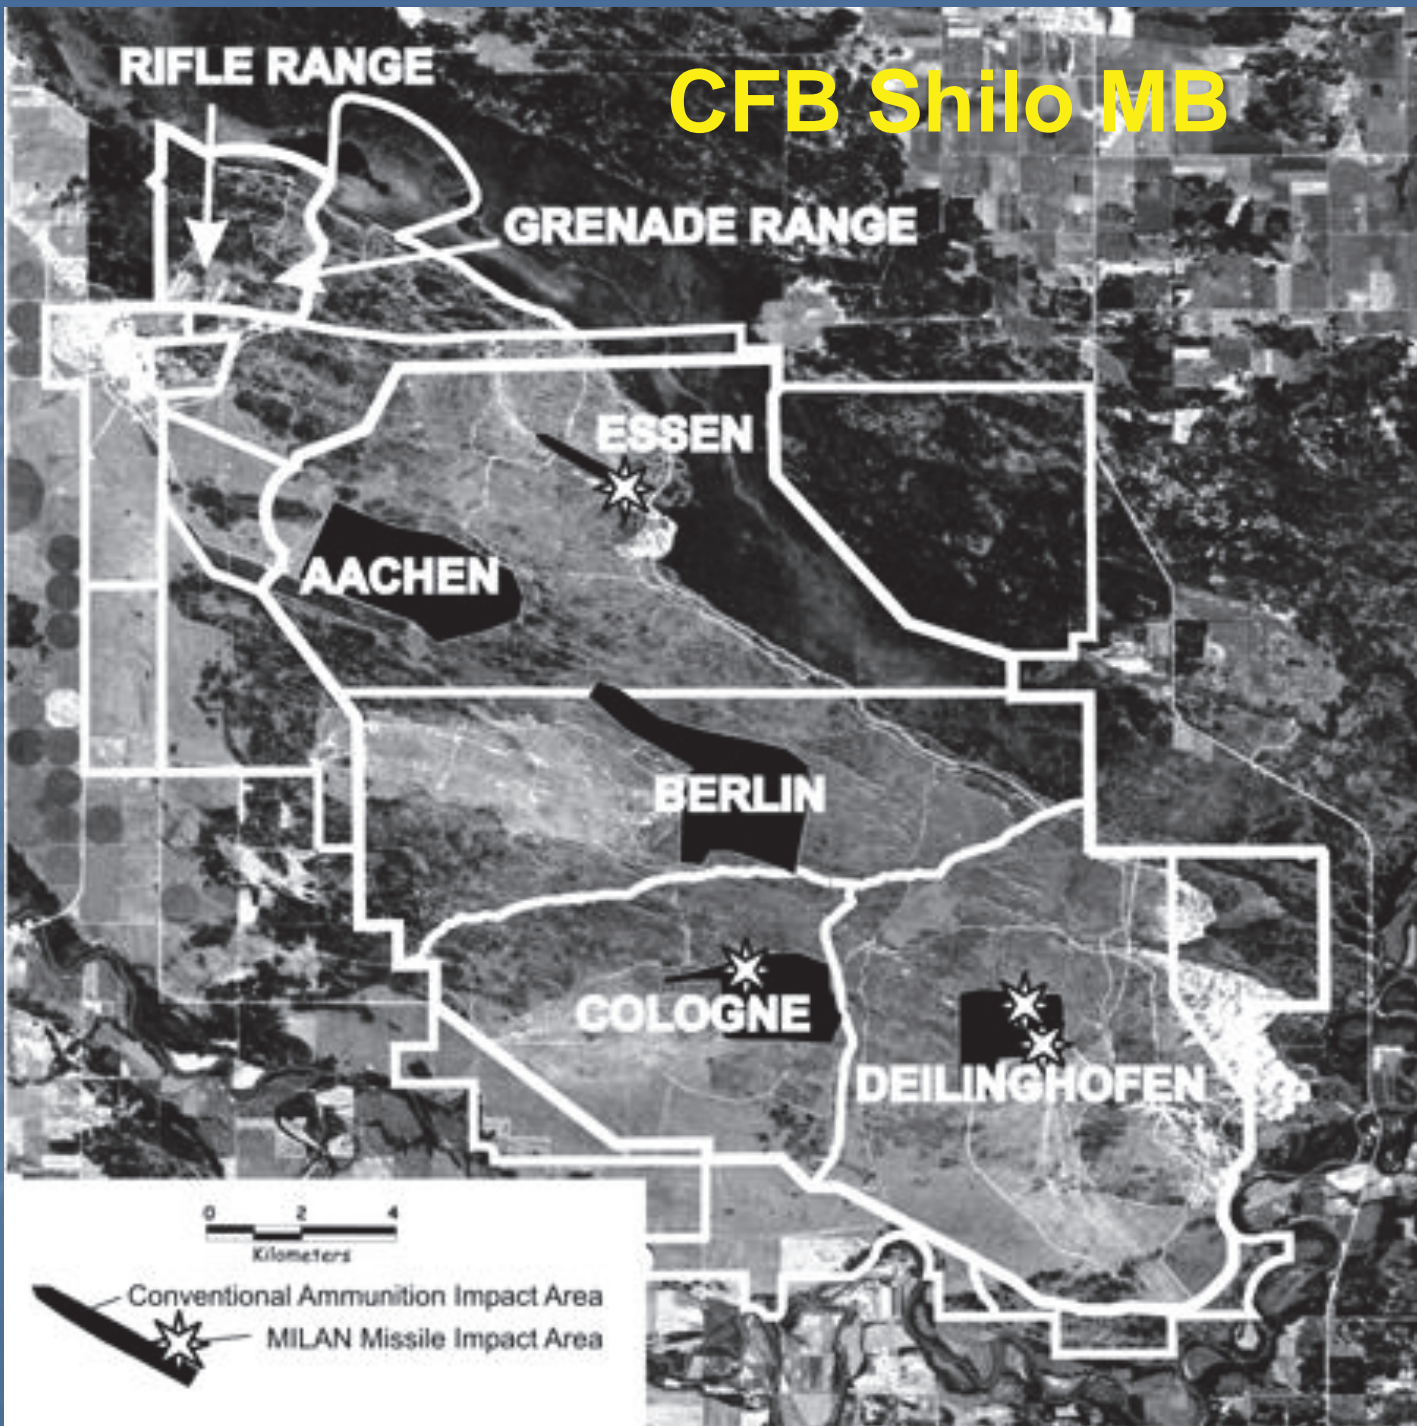 RIFLE RANGE
CFB Shilo MB
GRENADE RANGE
ESSEN
AACHEN
BERLIN
COLOGNE
DEILINGHOFEN
0 2 4
Kilometers
Conventional Ammunition Impact Area
MILAN Missile Impact Area